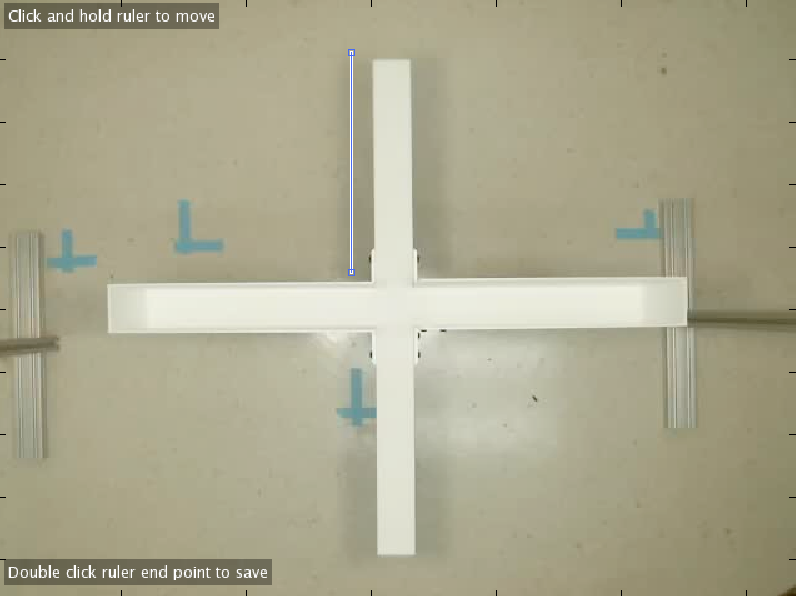 Click and hold ruler to move
Double click ruler end point to save